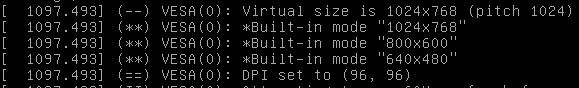 [  1097.493] (--) VESA(0): Virtual size is 1024x768 (pitch 1024)
[  1097.493] (**) VESA(0): *Built-in mode "1024x768"
[  1097.493] (**) VESA(0): *Built-in mode "800x600"
[  1097.493] (**) VESA(0): *Built-in mode "640x480"
[  1097.493] (==) VESA(0): DPI set to (96, 96)